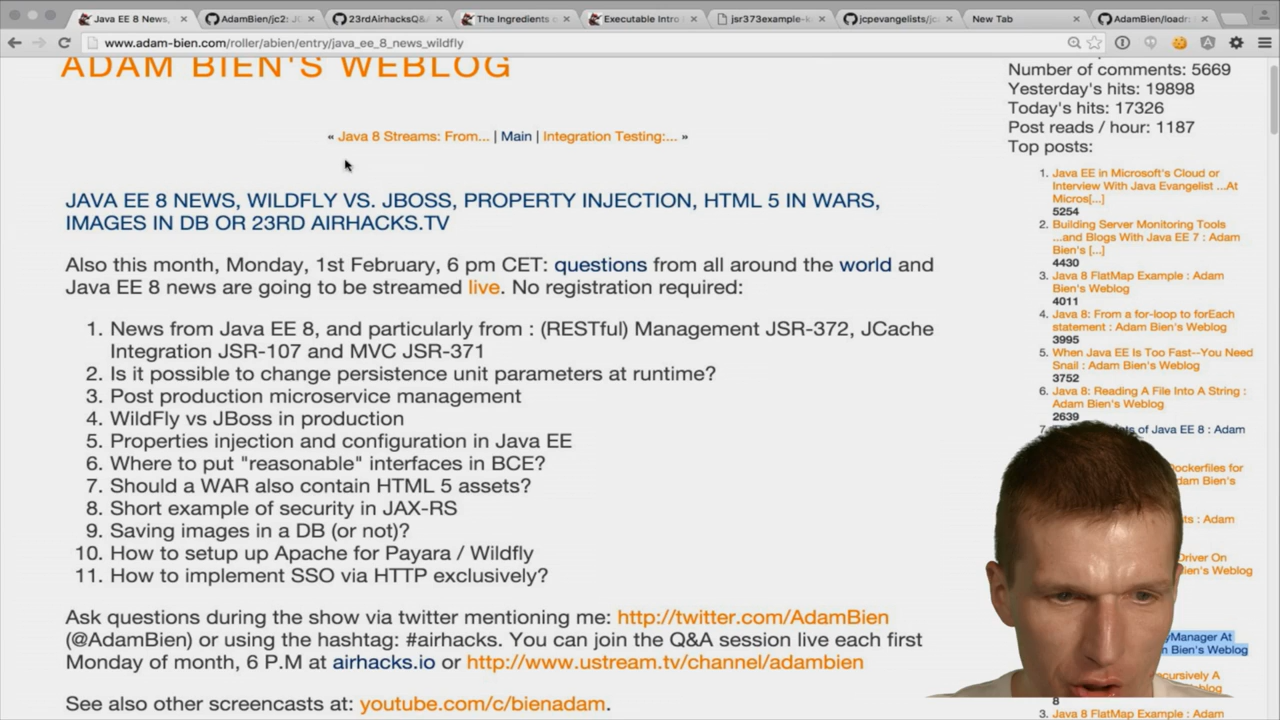 Java EE 8 News,
AdamBien/jc2:
23rdAirhacksQ&A
The Ingredients o
Executable Intro
jsr373example-
jcpevangelists/jc
New Tab
AdamBien/loadr:
www.adam-bien.com/roller/abien/entry/java_ee_8_news_wildfly
ADAM BIEN'S WEBLOG
« Java 8 Streams: From... | Main | Integration Testing:... »
JAVA EE 8 NEWS, WILDFLY VS. JBOSS, PROPERTY INJECTION, HTML 5 IN WARS,
IMAGES IN DB OR 23RD AIRHACKS.TV
Also this month, Monday, 1st February, 6 pm CET: questions from all around the world and
Java EE 8 news are going to be streamed live. No registration required:
1. News from Java EE 8, and particularly from : (RESTful) Management JSR-372, JCache
Integration JSR-107 and MVC JSR-371
2. Is it possible to change persistence unit parameters at runtime?
3. Post production microservice management
4. WildFly vs JBoss in production
5. Properties injection and configuration in Java EE
6. Where to put "reasonable" interfaces in BCE?
7. Should a WAR also contain HTML 5 assets?
8. Short example of security in JAX-RS
9. Saving images in a DB (or not)?
10. How to setup up Apache for Payara / Wildfly
11. How to implement SSO via HTTP exclusively?
Ask questions during the show via twitter mentioning me: http://twitter.com/AdamBien
(@AdamBien) or using the hashtag: #airhacks. You can join the Q&A session live each first
Monday of month, 6 P.M at airhacks.io or http://www.ustream.tv/channel/adambien
See also other screencasts at: youtube.com/c/bienadam.
Number of comments: 5669
Yesterday's hits: 19898
Today's hits: 17326
Post reads / hour: 1187
Top posts:
1. Java EE in Microsoft's Cloud or
Interview With Java Evangelist ...At
Micros[...]
5254
2. Building Server Monitoring Tools
...and Blogs With Java EE 7 : Adam
Bien's [...]
4430
3. Java 8 FlatMap Example : Adam
Bien's Weblog
4011
4. Java 8: From a for-loop to forEach
statement : Adam Bien's Weblog
3995
5. When Java EE Is Too Fast--You Need
Snail : Adam Bien's Weblog
3752
6. Java 8: Reading A File Into A String :
Adam Bien's Weblog
2639
7. of Java EE 8 : Adam
for
Bien's
: Adam
Driver On
Bien's Weblog
At
Bien's Weblog
A
8
3. Java 8 FlatMap Example : Adam